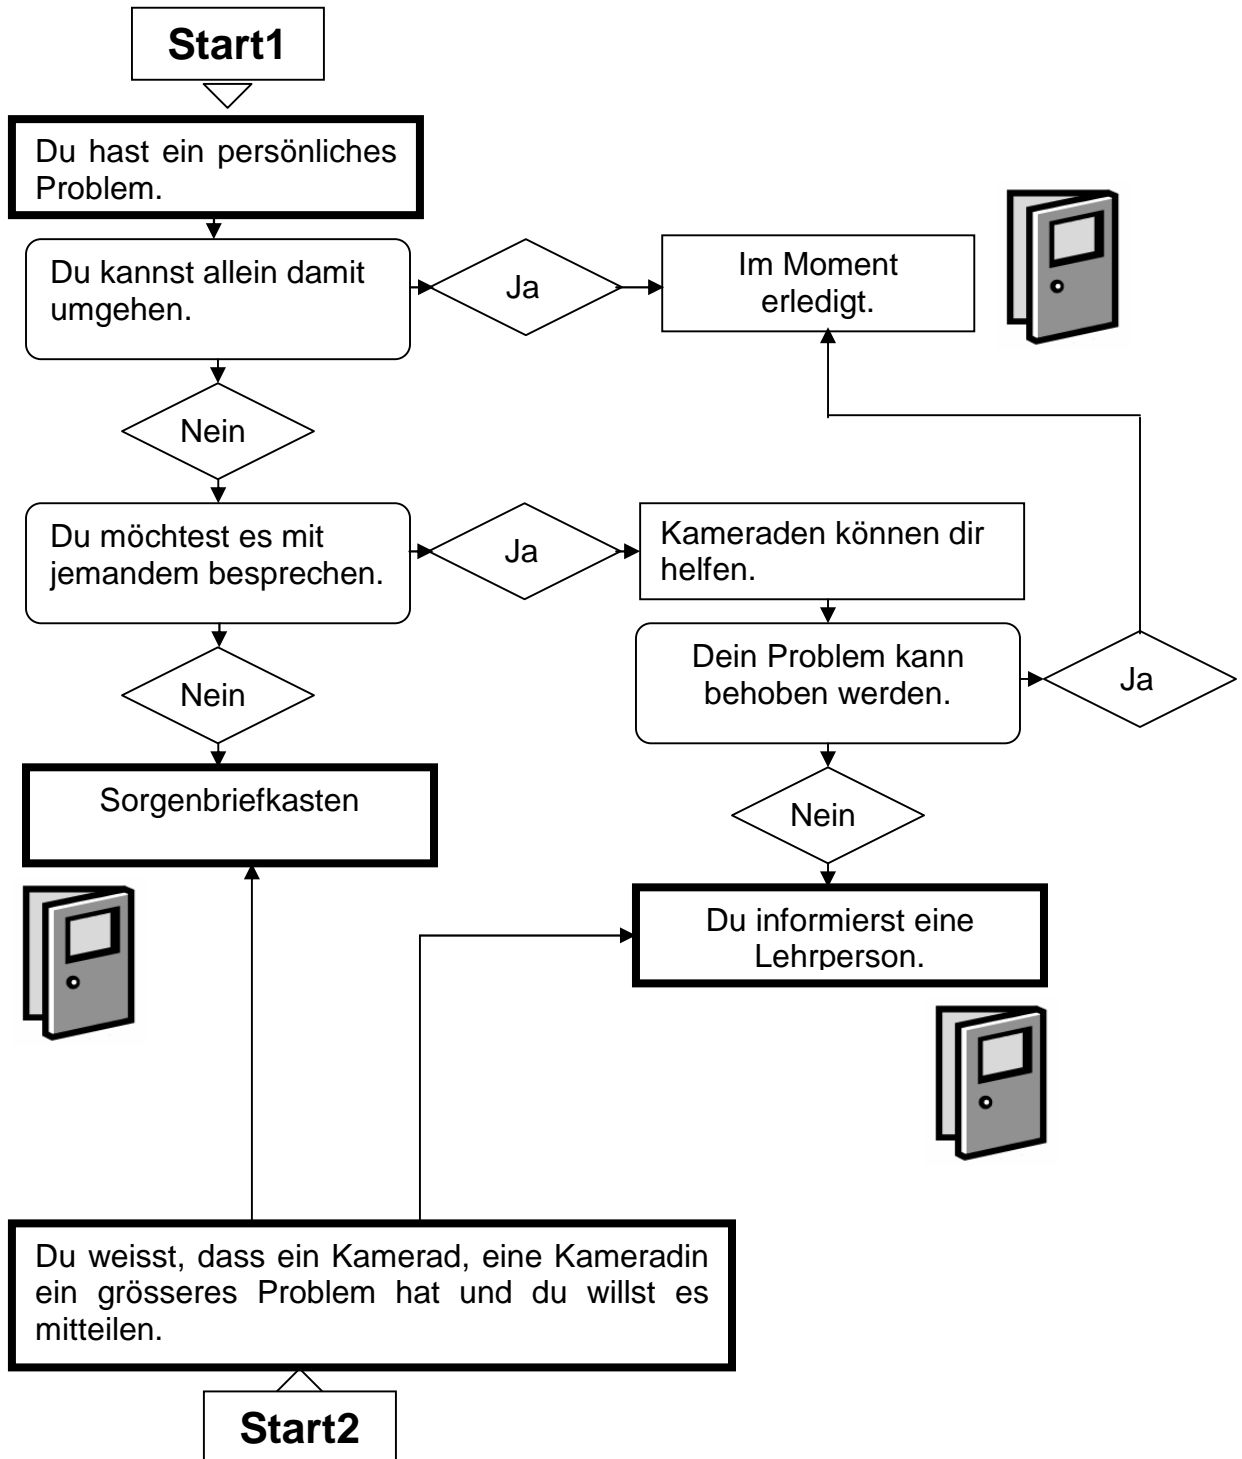 Start1
Du hast ein persönliches
Problem.
Du kannst allein damit
umgehen.
Ja
Im Moment
erledigt.
Nein
Du möchtest es mit
jemandem besprechen.
Ja
Kameraden können dir
helfen.
Dein Problem kann
behoben werden.
Ja
Nein
Sorgenbriefkasten
Nein
Du informierst eine
Lehrperson.
Du weisst, dass ein Kamerad, eine Kameradin
ein grösseres Problem hat und du willst es
mitteilen.
Start2